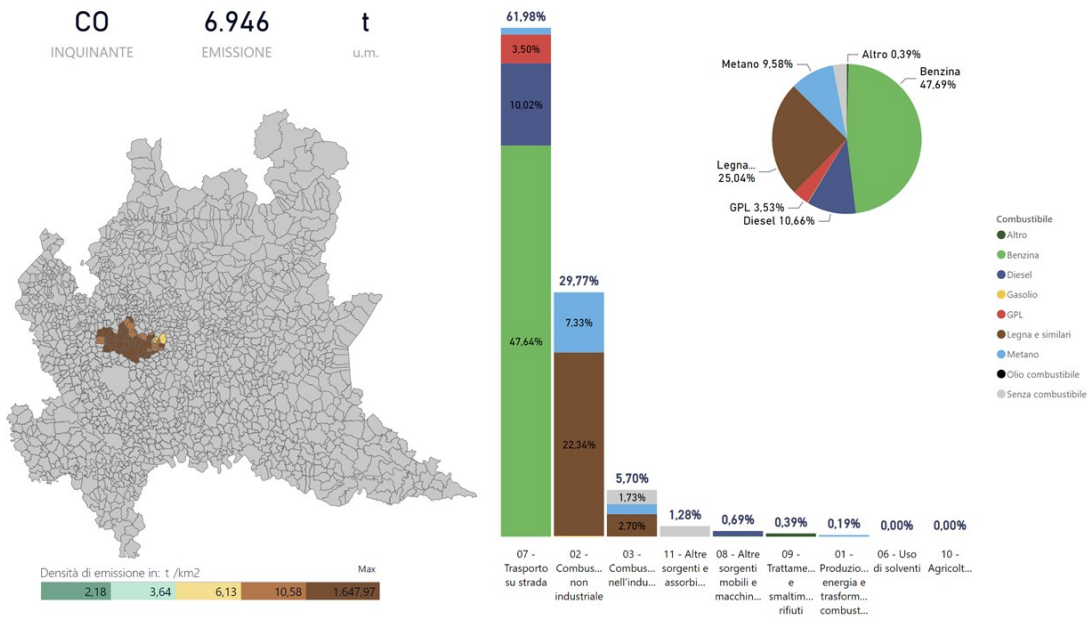 CO
6.946
t
INQUINANTE
EMISSIONE
u.m.
Densità di emissione in: t /km2
Max
2,18
3,64
6,13
10,58
1.647,97
61,98%
3,50%
10,02%
47,64%
29,77%
7,33%
22,34%
5,70%
1,73%
2,70%
1,28%
0,69%
0,39%
0,19%
0,00%
0,00%
07 -
Trasporto
su strada
02 -
Combus...
non
industriale
03 -
Combus...
nell'indu...
11 - Altre
sorgenti e
assorbi...
08 - Altre
sorgenti
mobili e
macchin...
09 -
Trattame...
e
smaltim...
rifiuti
01 -
Produzio...
energia e
trasform...
combust...
06 - Uso
di solventi
10 -
Agricolt...
Altro 0,39%
Metano 9,58%
Benzina
47,69%
Legna...
25,04%
GPL 3,53%
Diesel 10,66%
Combustibile
Altro
Benzina
Diesel
Gasolio
GPL
Legna e similari
Metano
Olio combustibile
Senza combustibile